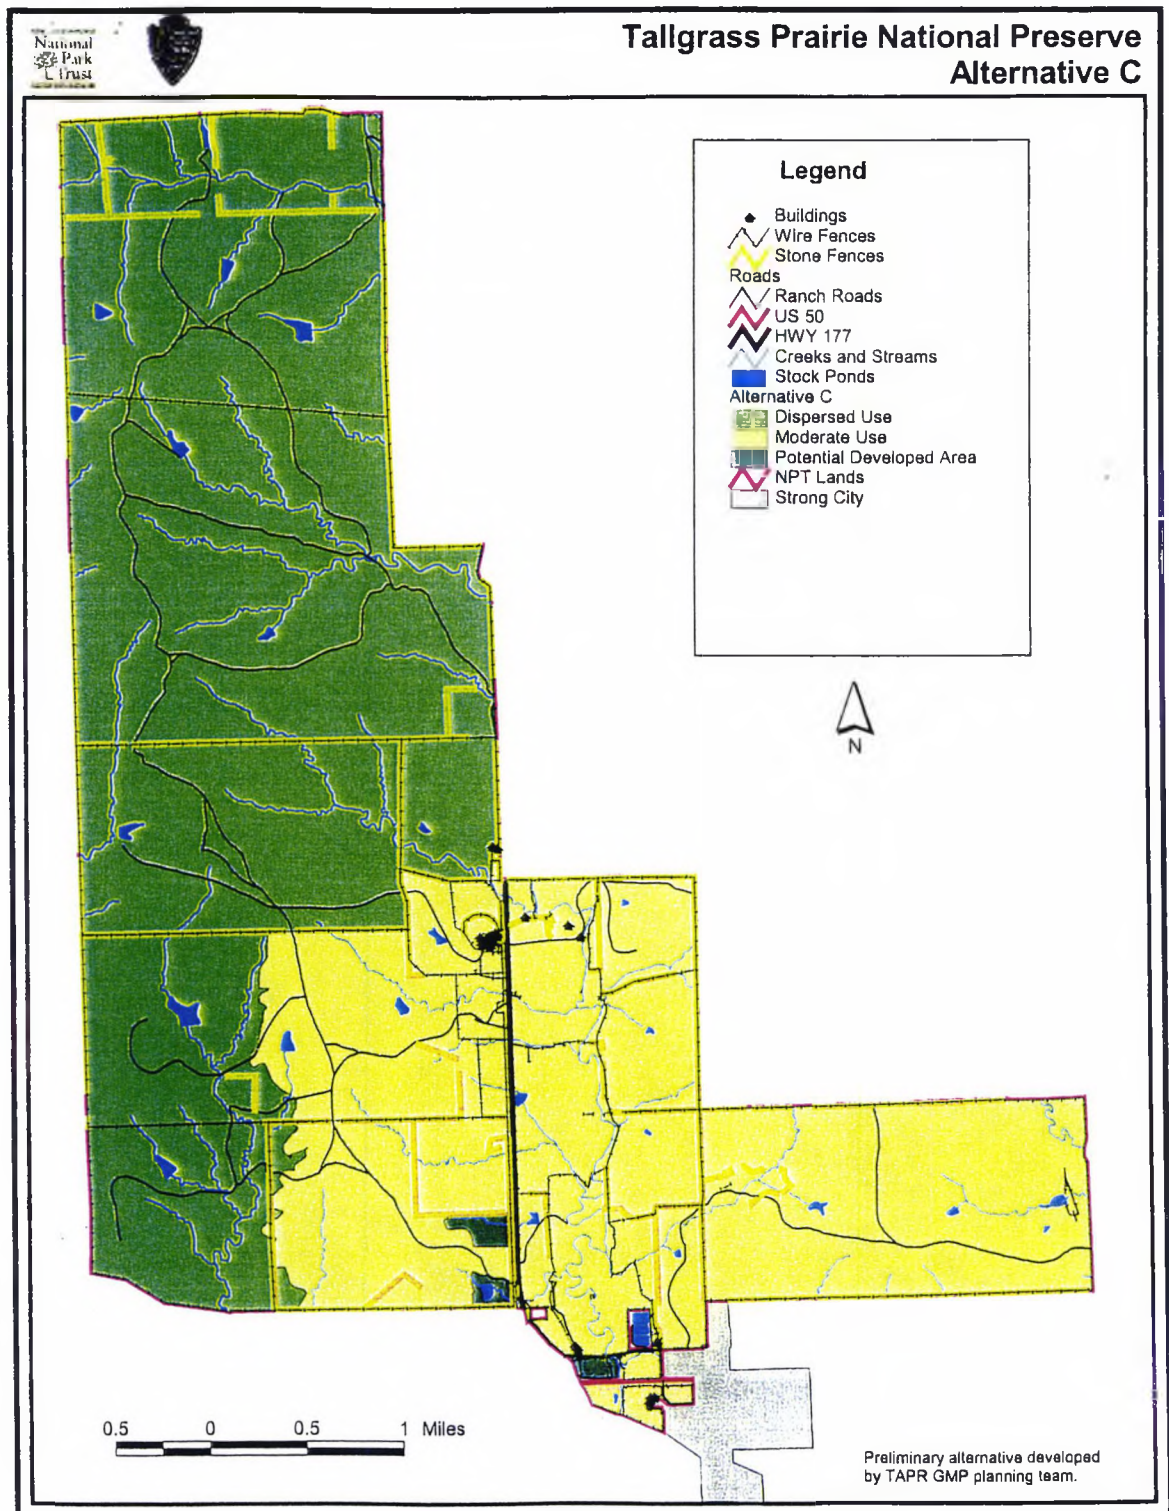 National
Park
Trust
Tallgrass Prairie National Preserve
Alternative C
Legend
Buildings
Wire Fences
Stone Fences
Roads
Ranch Roads
US 50
HWY 177
Creeks and Streams
Stock Ponds
Alternative C
Dispersed Use
Moderate Use
Potential Developed Area
NPT Lands
Strong City
N
0.5 0 0.5 1 Miles
Preliminary alternative developed
by TAPR GMP planning team.